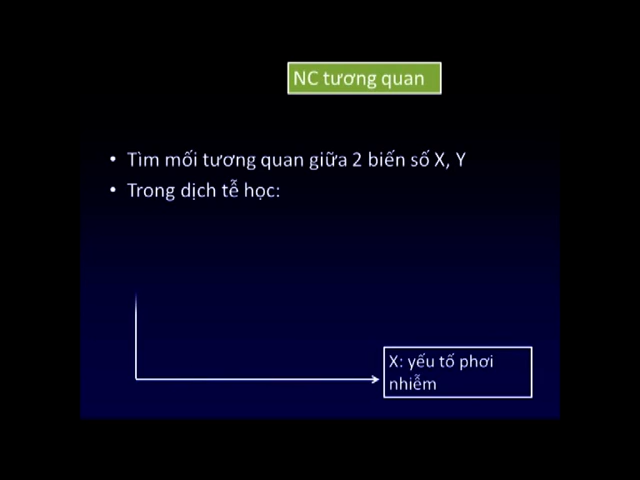 NC tương quan
• Tìm mối tương quan giữa 2 biến số X, Y
• Trong dịch tễ học:
X: yếu tố phơi
nhiễm